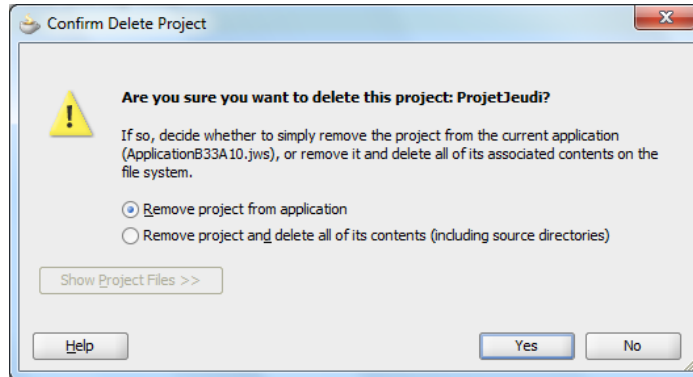 Confirm Delete Project
Are you sure you want to delete this project: ProjetJeudi?
If so, decide whether to simply remove the project from the current application
(ApplicationB33A10.jws), or remove it and delete all of its associated contents on the
file system.
Remove project from application
Remove project and delete all of its contents (including source directories)
Show Project Files >>
Help
Yes
No